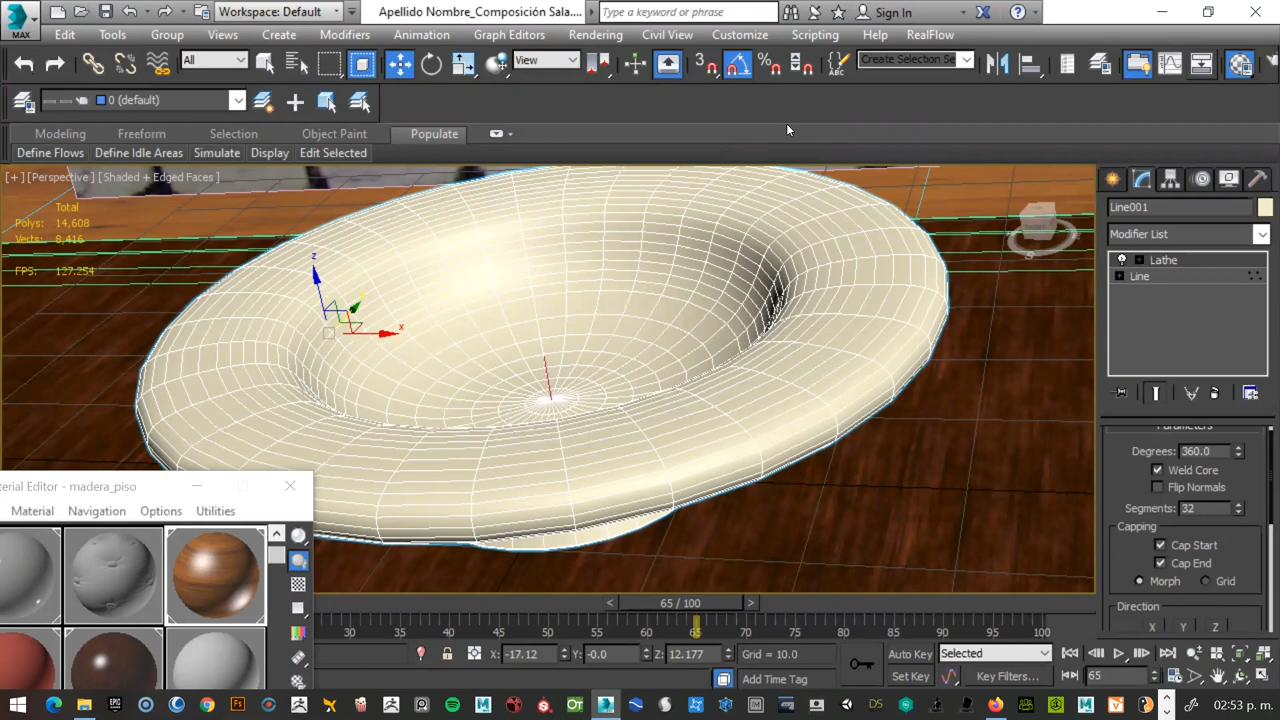 MAX
Workspace: Default
Apellido Nombre_Composición Sala....
Type a keyword or phrase
Sign In
Edit Tools Group Views Create Modifiers Animation Graph Editors Rendering Civil View Customize Scripting Help RealFlow
All View 3 % ABC Create Selection Se
0 (default)
Modeling Freeform Selection Object Paint Populate
Define Flows Define Idle Areas Simulate Display Edit Selected
[+] [Perspective] [Shaded + Edged Faces]
Total
Polys: 14,608
Verts: 8,416
FPS: 127.254
z
x
S
Line001
Modifier List
Lathe
Line
Parameters
Degrees: 360.0
Weld Core
Flip Normals
Segments: 32
Capping
Cap Start
Cap End
Morph Grid
Direction
X Y Z
terial Editor - madera_piso
Material Navigation Options Utilities
< 65 / 100 >
30 35 40 45 50 55 60 65 70 75 80 85 90 95 100
X: -17.12 Y: -0.0 Z: 12.177 Grid = 10.0 Auto Key Selected
Add Time Tag Set Key Key Filters... 65
02:53 p. m.